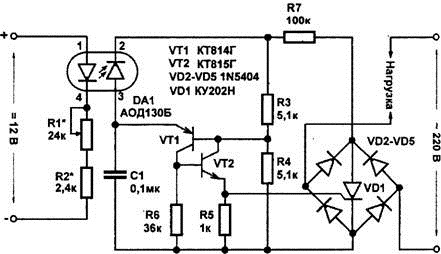 R7
100к
+
1
2
VT1 КТ814Г
VT2 КТ815Г
VD2-VD5 1N5404
VD1 КУ202Н
DA1
АОД130Б
4
3
= 12 В
R1*
24к
R2*
2,4к
-
C1
0,1мк
VT1
VT2
R3
5,1к
R4
5,1к
R6
36к
R5
1к
Нагрузка
VD2-VD5
VD1
~ 220 В